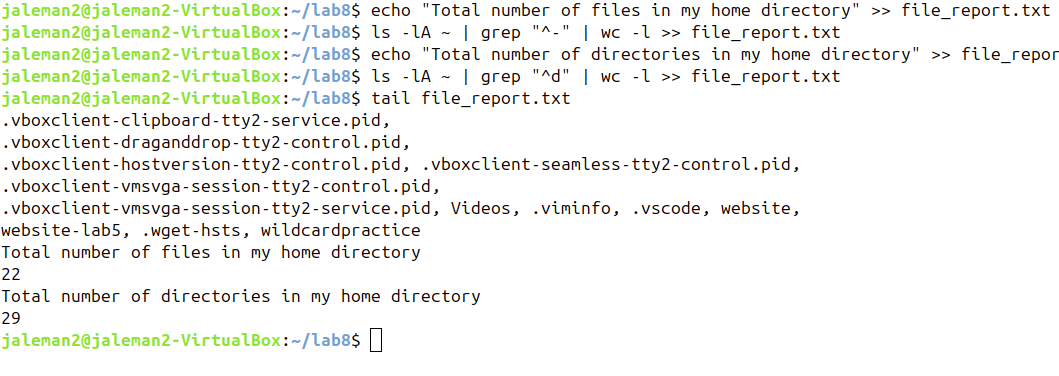 jaleman2@jaleman2-VirtualBox:~/lab8$ echo "Total number of files in my home directory" >> file_report.txt
jaleman2@jaleman2-VirtualBox:~/lab8$ ls -lA ~ | grep "^-" | wc -l >> file_report.txt
jaleman2@jaleman2-VirtualBox:~/lab8$ echo "Total number of directories in my home directory" >> file_repor
jaleman2@jaleman2-VirtualBox:~/lab8$ ls -lA ~ | grep "^d" | wc -l >> file_report.txt
jaleman2@jaleman2-VirtualBox:~/lab8$ tail file_report.txt
.vboxclient-clipboard-tty2-service.pid,
.vboxclient-draganddrop-tty2-control.pid,
.vboxclient-hostversion-tty2-control.pid, .vboxclient-seamless-tty2-control.pid,
.vboxclient-vmsvga-session-tty2-control.pid,
.vboxclient-vmsvga-session-tty2-service.pid, Videos, .viminfo, .vscode, website,
website-lab5, .wget-hsts, wildcardpractice
Total number of files in my home directory
22
Total number of directories in my home directory
29
jaleman2@jaleman2-VirtualBox:~/lab8$